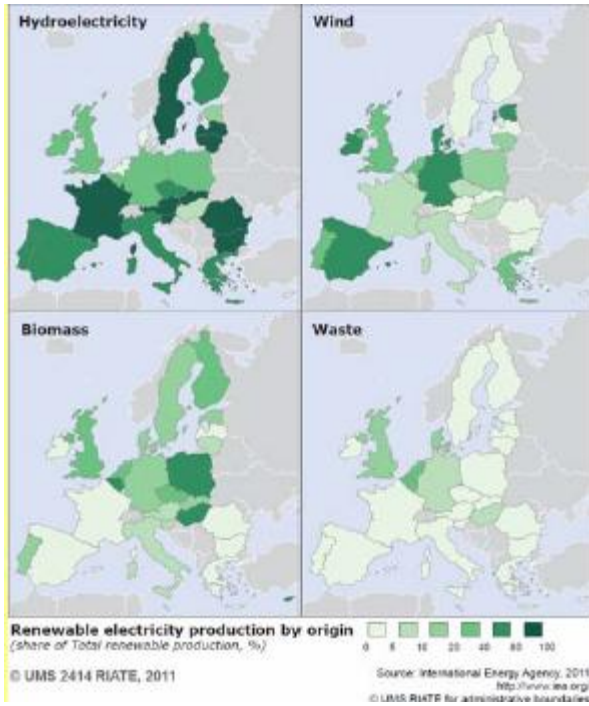 Hydroelectricity
Wind
Biomass
Waste
Renewable electricity production by origin
(share of Total renewable production, %)
0 5 10 20 40 80 100
© UMS 2414 RIATE, 2011
Source: International Energy Agency, 2011
http://www.iea.org/
© UMS RIATE for administrative boundaries